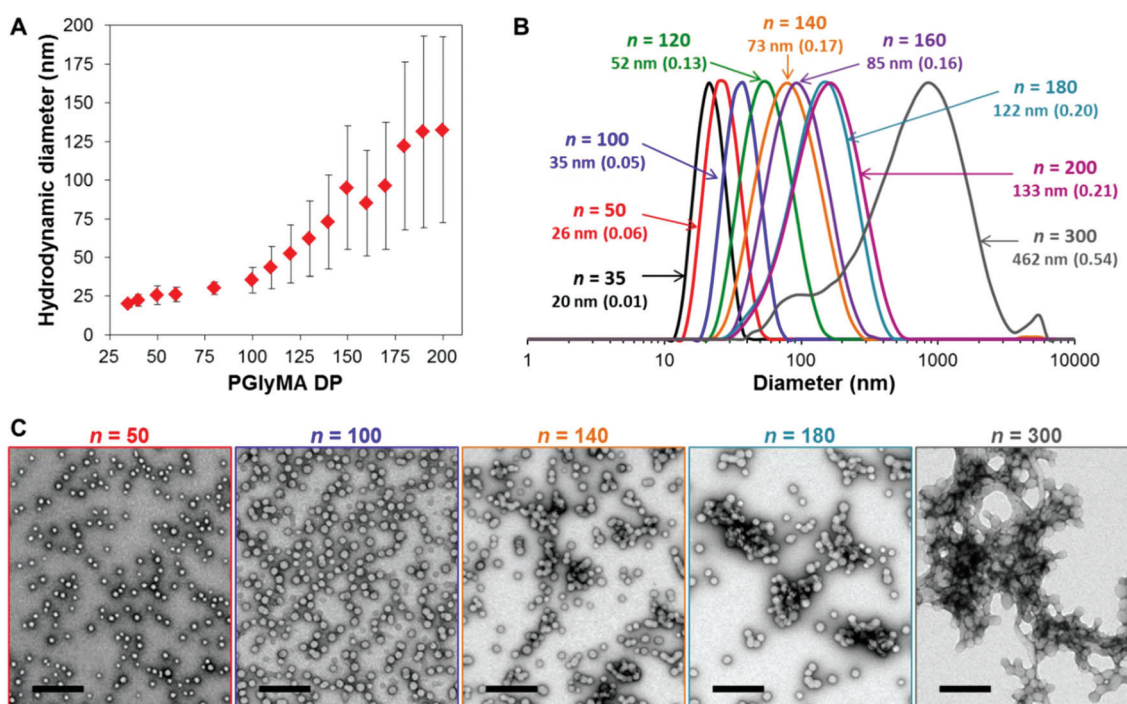 A
Hyrdrodynamic diameter (nm)
200
175
150
125
100
75
50
25
0
25 50 75 100 125 150 175 200
PGlyMA DP
B
n = 120
52 nm (0.13)
n = 140
73 nm (0.17)
n = 160
85 nm (0.16)
n = 180
122 nm (0.20)
n = 100
35 nm (0.05)
n = 200
133 nm (0.21)
n = 50
26 nm (0.06)
n = 300
462 nm (0.54)
n = 35
20 nm (0.01)
1 10 100 1000 10000
Diameter (nm)
C
n = 50
n = 100
n = 140
n = 180
n = 300